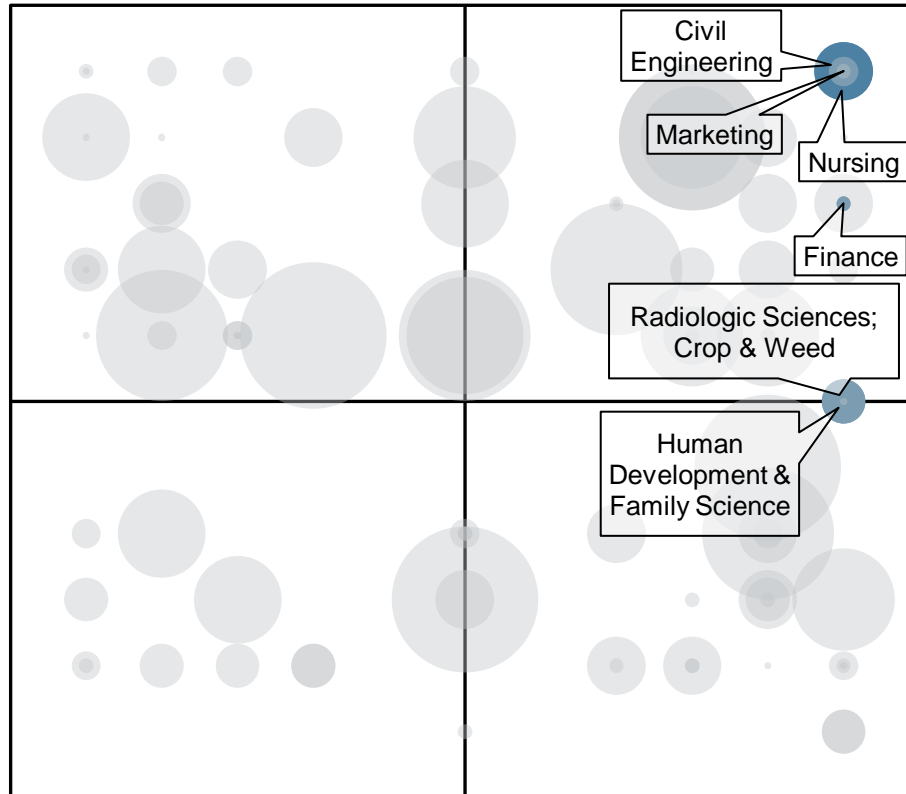 Civil
Engineering
Marketing
Nursing
Finance
Radiologic Sciences;
Crop & Weed
Human
Development &
Family Science